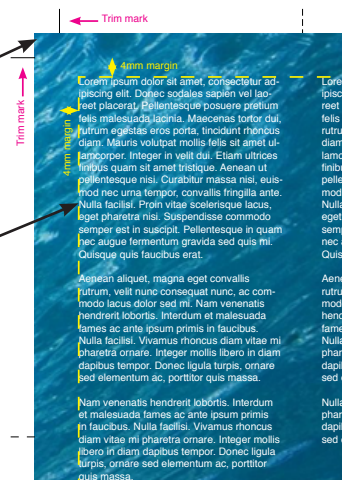 Trim mark
4mm margin
Trim mark
4mm margin
Lorem ipsum dolor sit amet, consectetur ad-
ipiscing elit. Donec sodales sapien vel lao-
reet placerat. Pellentesque posuere pretium
felis malesuada lacinia. Maecenas tortor dui,
rutrum egestas eros porta, tincidunt rhoncus
diam. Mauris volutpat mollis felis sit amet ul-
lamcorper. Integer in velit dui. Etiam ultrices
finibus quam sit amet tristique. Aenean ut
pellentesque nisi. Curabitur massa nisi, euis-
mod nec urna tempor, convallis fringilla ante.
Nulla facilisi. Proin vitae scelerisque lacus,
eget pharetra nisi. Suspendisse commodo
semper est in suscipit. Pellentesque in quam
nec augue fermentum gravida sed quis mi.
Quisque quis faucibus erat.
Aenean aliquet, magna eget convallis
rutrum, velit nunc consequat nunc, ac com-
modo lacus dolor sed mi. Nam venenatis
hendrerit lobortis. Interdum et malesuada
fames ac ante ipsum primis in faucibus.
Nulla facilisi. Vivamus rhoncus diam vitae mi
pharetra ornare. Integer mollis libero in diam
dapibus tempor. Donec ligula turpis, ornare
sed elementum ac, porttitor quis massa.
Nam venenatis hendrerit lobortis. Interdum
et malesuada fames ac ante ipsum primis
in faucibus. Nulla facilisi. Vivamus rhoncus
diam vitae mi pharetra ornare. Integer mollis
libero in diam dapibus tempor. Donec ligula
turpis, ornare sed elementum ac, porttitor
quis massa.